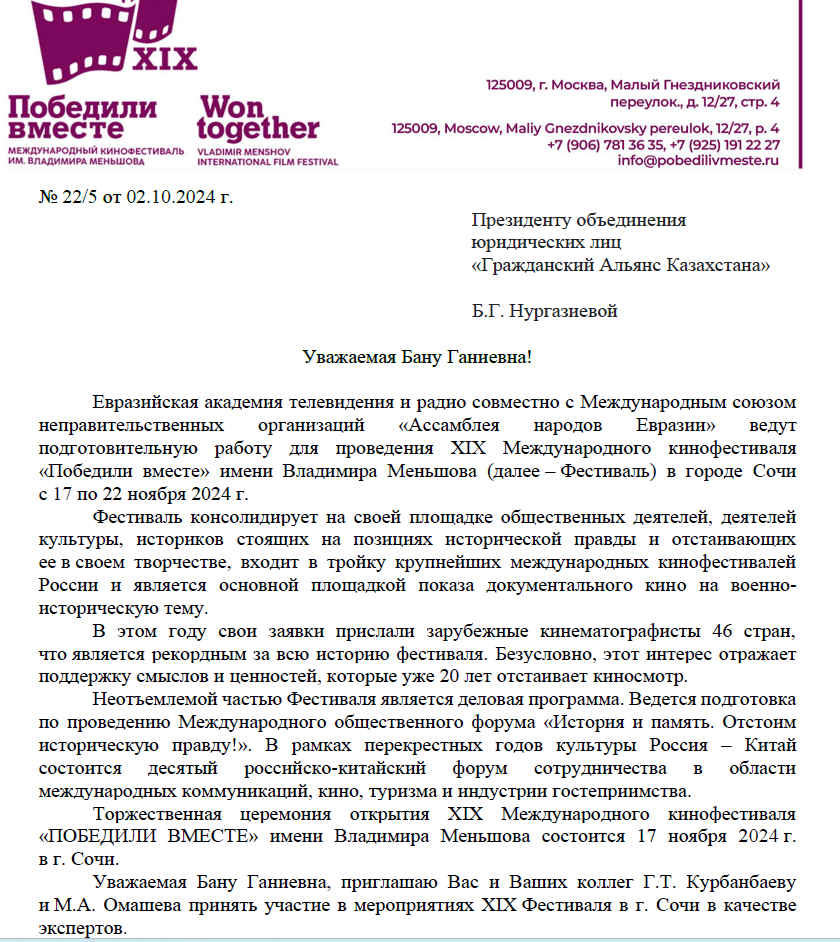 XIX
Победили
вместе
МЕЖДУНАРОДНЫЙ КИНОФЕСТИВАЛЬ
ИМ. ВЛАДИМИРА МЕНЬШОВА
Won
together
VLADIMIR MENSHOV
INTERNATIONAL FILM FESTIVAL
125009, г. Москва, Малый Гнездниковский
переулок., д. 12/27, стр. 4
125009, Moscow, Maliy Gnezdnikovsky pereulok, 12/27, p. 4
+7 (906) 781 36 35, +7 (925) 191 22 27
info@pobedilivmeste.ru
№ 22/5 от 02.10.2024 г.
Президенту объединения
юридических лиц
«Гражданский Альянс Казахстана»
Б.Г. Нургазиевой
Уважаемая Бану Ганиевна!
Евразийская академия телевидения и радио совместно с Международным союзом
неправительственных организаций «Ассамблея народов Евразии» ведут
подготовительную работу для проведения XIX Международного кинофестиваля
«Победили вместе» имени Владимира Меньшова (далее – Фестиваль) в городе Сочи
с 17 по 22 ноября 2024 г.
Фестиваль консолидирует на своей площадке общественных деятелей, деятелей
культуры, историков стоящих на позициях исторической правды и отстаивающих
ее в своем творчестве, входит в тройку крупнейших международных кинофестивалей
России и является основной площадкой показа документального кино на военно-
историческую тему.
В этом году свои заявки прислали зарубежные кинематографисты 46 стран,
что является рекордным за всю историю фестиваля. Безусловно, этот интерес отражает
поддержку смыслов и ценностей, которые уже 20 лет отстаивает киносмотр.
Неотъемлемой частью Фестиваля является деловая программа. Ведется подготовка
по проведению Международного общественного форума «История и память. Отстоим
историческую правду!». В рамках перекрестных годов культуры Россия – Китай
состоится десятый российско-китайский форум сотрудничества в области
международных коммуникаций, кино, туризма и индустрии гостеприимства.
Торжественная церемония открытия XIX Международного кинофестиваля
«ПОБЕДИЛИ ВМЕСТЕ» имени Владимира Меньшова состоится 17 ноября 2024 г.
в г. Сочи.
Уважаемая Бану Ганиевна, приглашаю Вас и Ваших коллег Г.Т. Курбанбаеву
и М.А. Омашева принять участие в мероприятиях XIX Фестиваля в г. Сочи в качестве
экспертов.